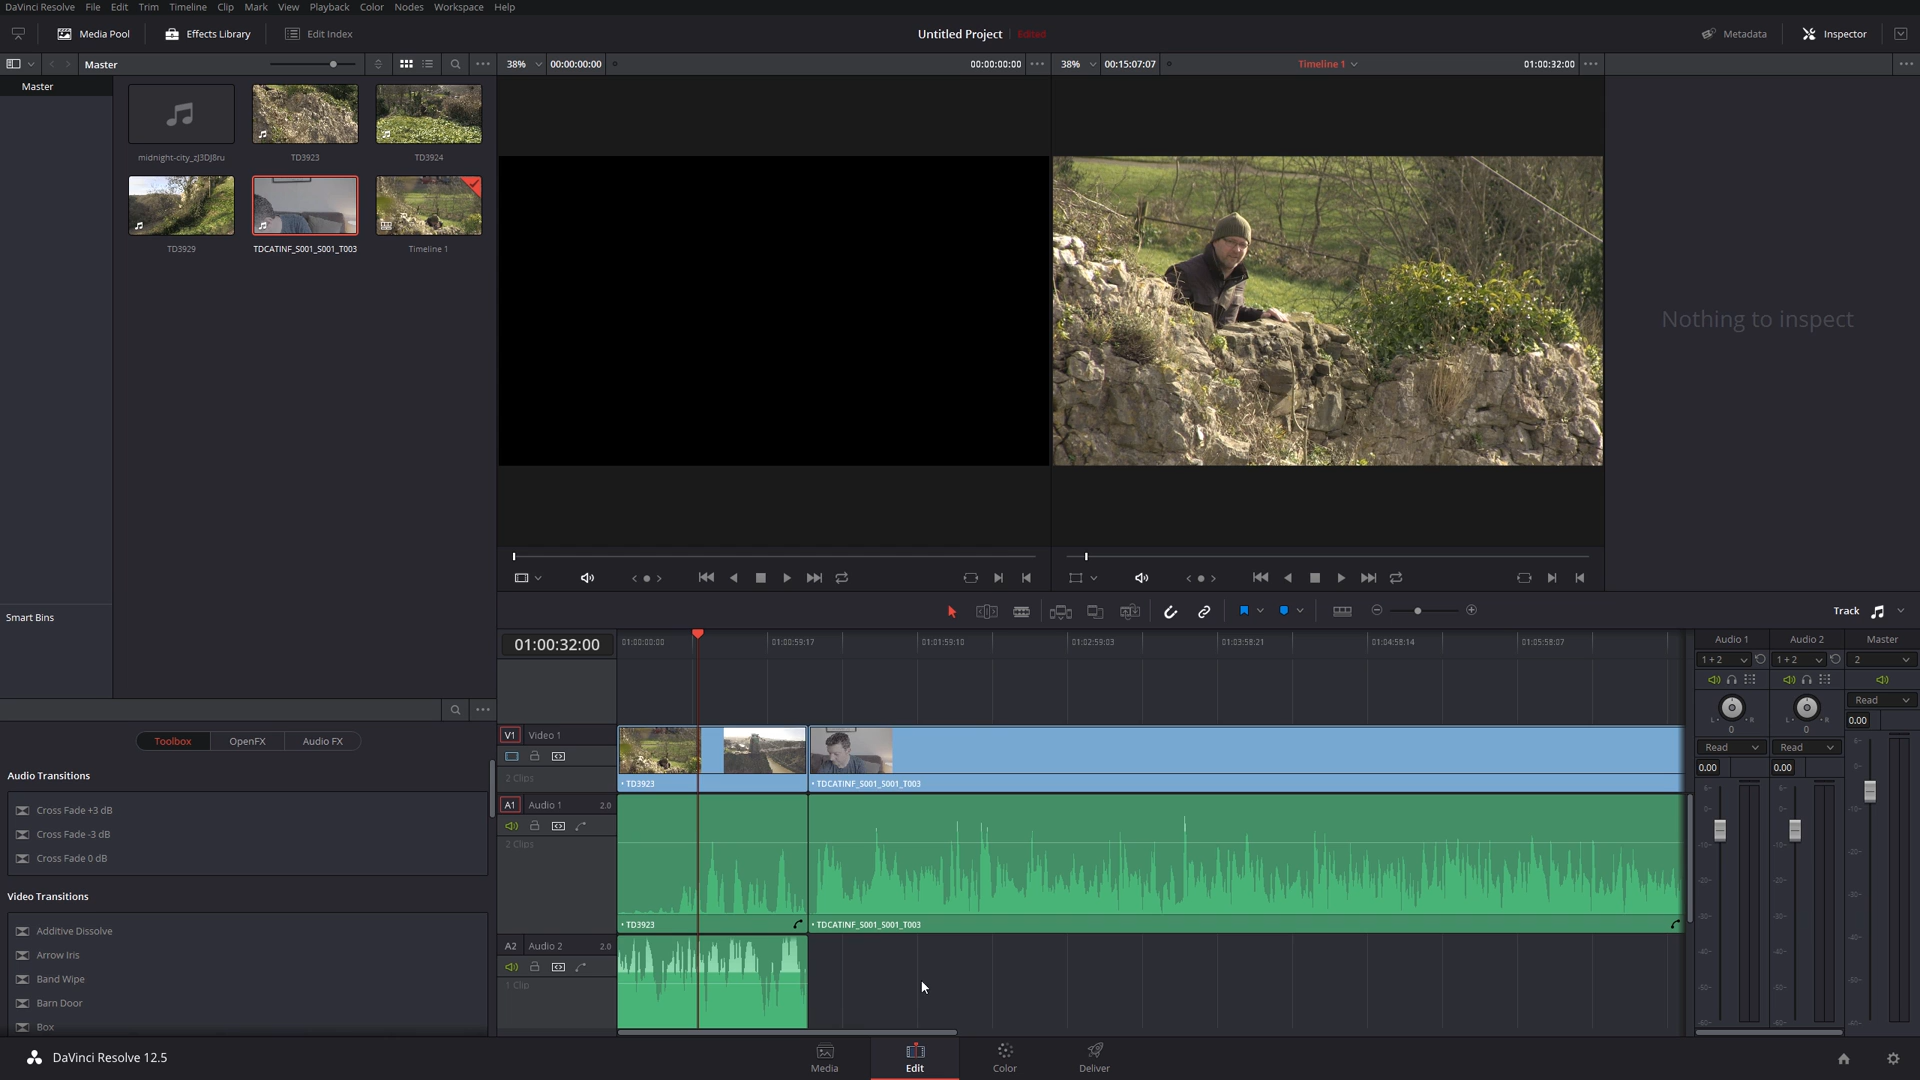 DaVinci Resolve File Edit Trim Timeline Clip Mark View Playback Color Nodes Workspace Help
Media Pool Effects Library Edit Index Untitled Project Edited Metadata Inspector
Master 38% 00:00:00:00 00:00:00:00 38% 00:15:07:07 Timeline 1 01:00:32:00
Master
midnight-city_zJ3DJ8ru TD3923 TD3924
TD3929 TDCATINF_S001_S001_T003 Timeline 1
Nothing to inspect
Smart Bins
Track
01:00:32:00 01:00:00:00 01:00:59:17 01:01:59:10 01:02:59:03 01:03:58:21 01:04:58:14 01:05:58:07
Audio 1 Audio 2 Master
1 + 2 1 + 2 2
L R L R Read
0 0 0.00
Toolbox OpenFX Audio FX
V1 Video 1
2 Clips
TD3923 TDCATINF_S001_S001_T003
Read Read
0.00 0.00
Audio Transitions
Cross Fade +3 dB
Cross Fade -3 dB
Cross Fade 0 dB
A1 Audio 1 2.0
2 Clips
TD3923 TDCATINF_S001_S001_T003
Video Transitions
Additive Dissolve
Arrow Iris
Band Wipe
Barn Door
Box
A2 Audio 2 2.0
1 Clip
DaVinci Resolve 12.5 Media Edit Color Deliver